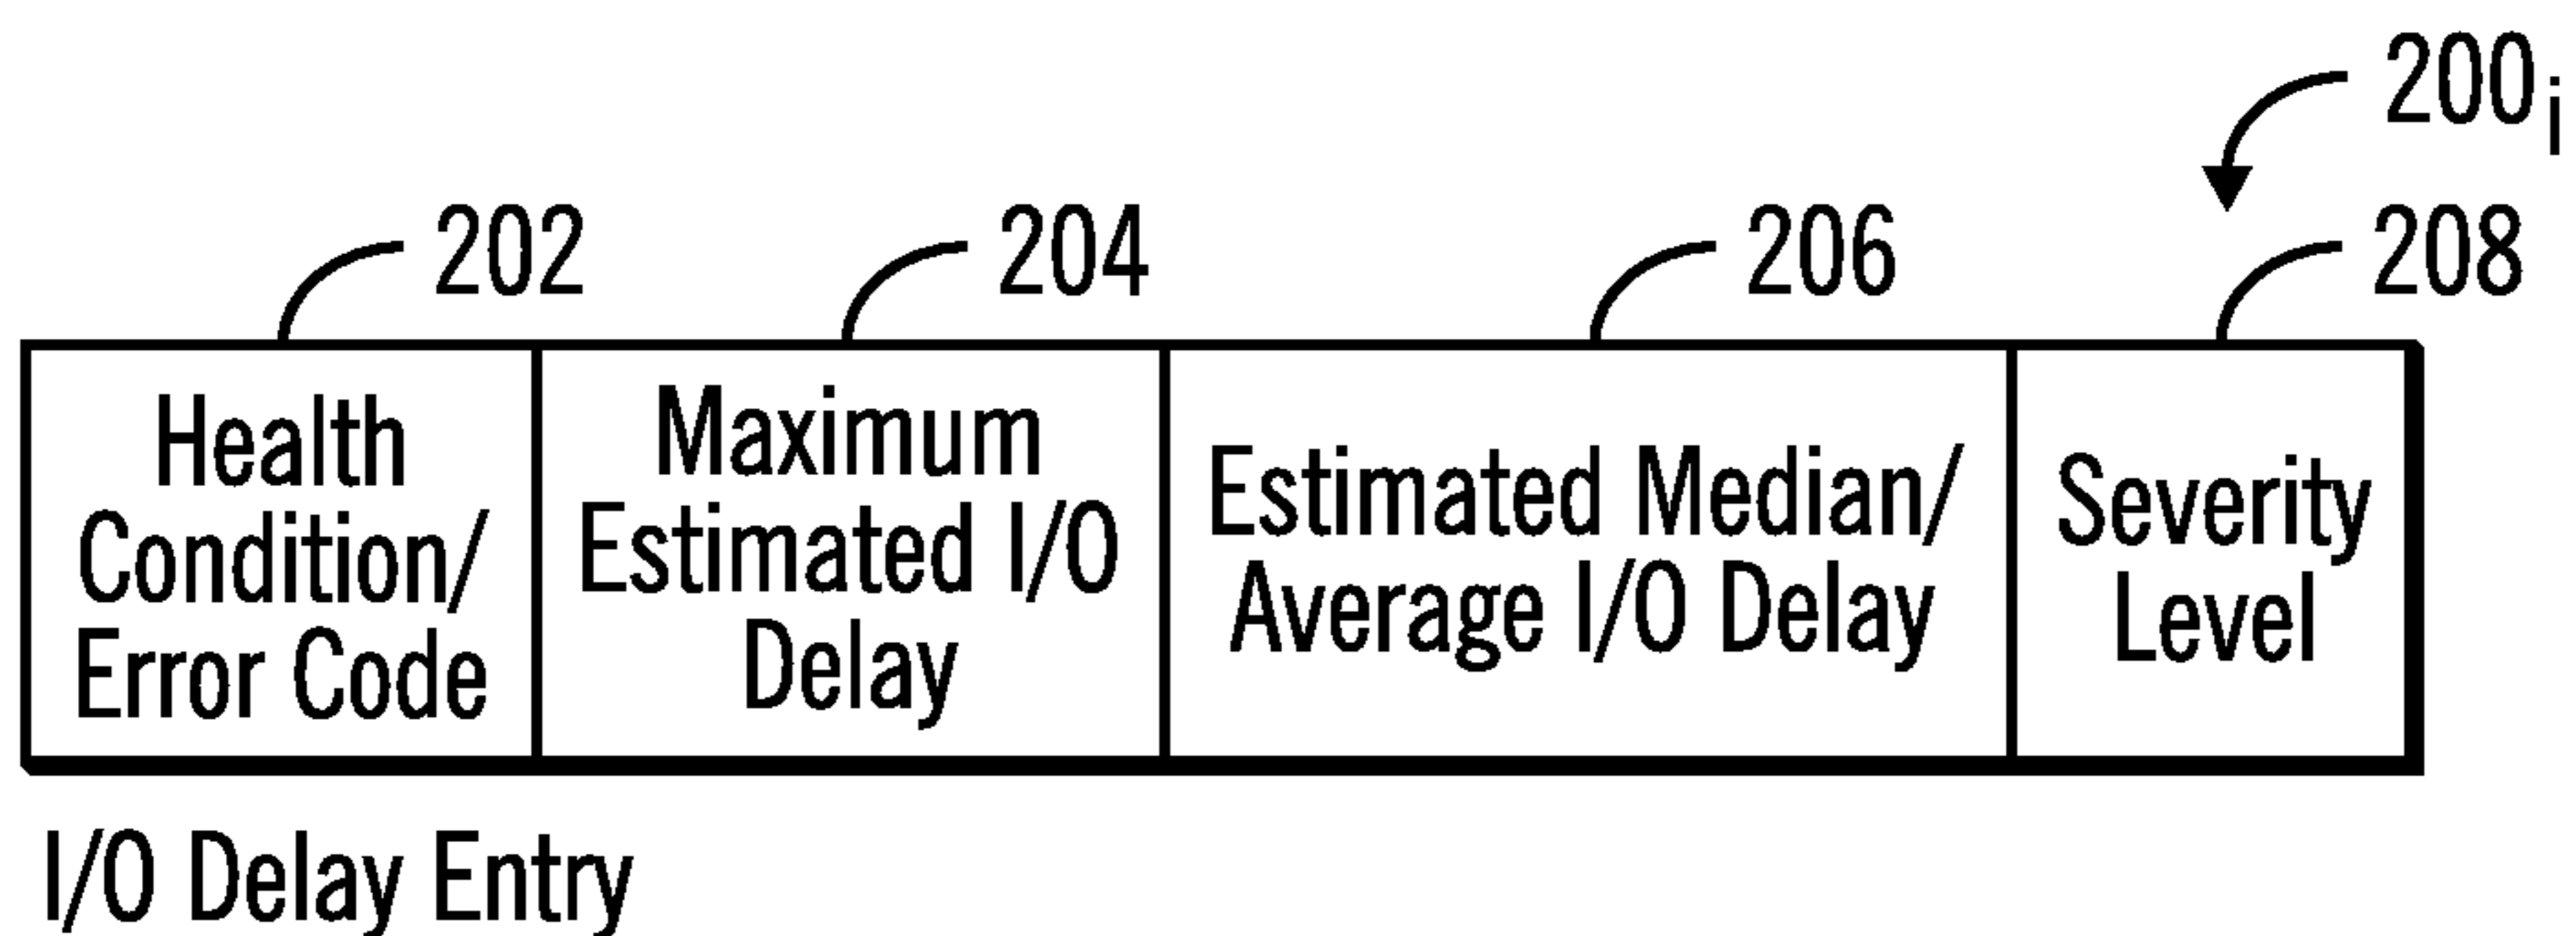 200i
202
204
206
208
Health
Condition/
Error Code
Maximum
Estimated I/O
Delay
Estimated Median/
Average I/O Delay
Severity
Level
I/O Delay Entry